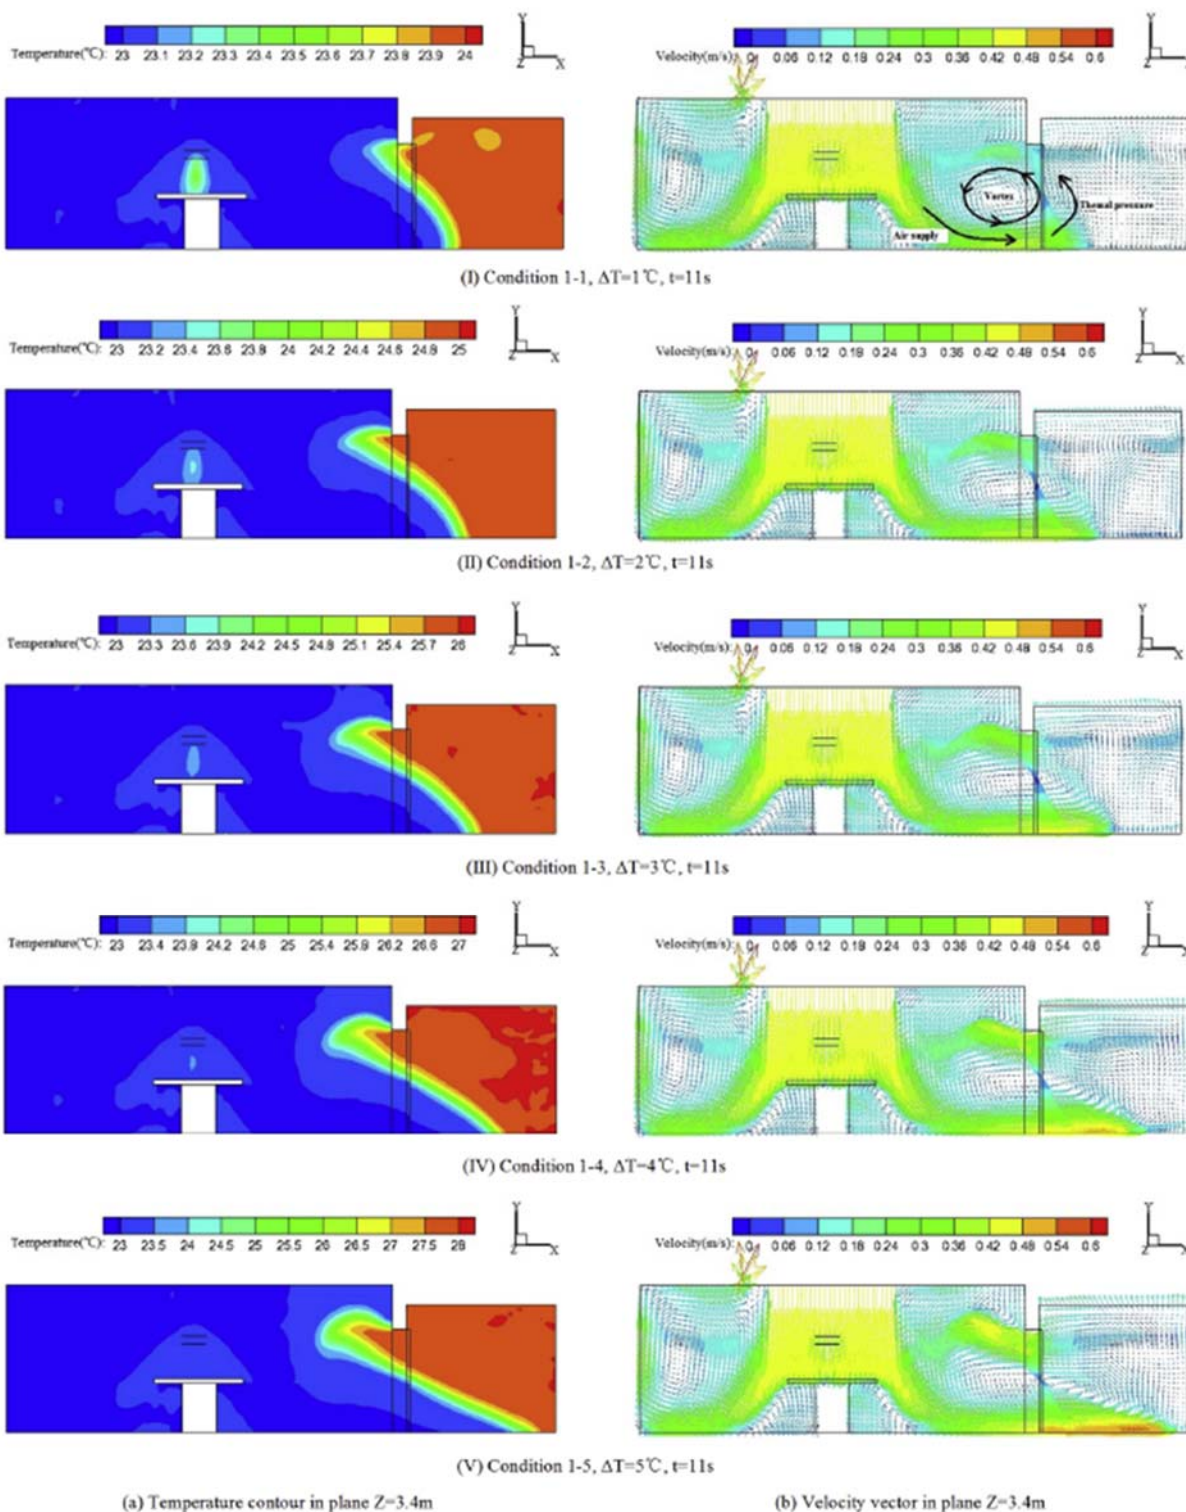 Y
Y
Temperature(℃): 23 23.1 23.2 23.3 23.4 23.5 23.6 23.7 23.8 23.9 24
Z X
Velocity(m/s): 0 0.06 0.12 0.18 0.24 0.3 0.36 0.42 0.48 0.54 0.6
Z X
Vortex
Thermal pressure
Air supply
(I) Condition 1-1, ΔT=1℃, t=11s
Y
Y
Temperature(℃): 23 23.2 23.4 23.6 23.8 24 24.2 24.4 24.6 24.8 25
Z X
Velocity(m/s): 0 0.06 0.12 0.18 0.24 0.3 0.36 0.42 0.48 0.54 0.6
Z X
(II) Condition 1-2, ΔT=2℃, t=11s
Y
Y
Temperature(℃): 23 23.3 23.6 23.9 24.2 24.5 24.8 25.1 25.4 25.7 26
Z X
Velocity(m/s): 0 0.06 0.12 0.18 0.24 0.3 0.36 0.42 0.48 0.54 0.6
Z X
(III) Condition 1-3, ΔT=3℃, t=11s
Y
Y
Temperature(℃): 23 23.4 23.8 24.2 24.6 25 25.4 25.8 26.2 26.6 27
Z X
Velocity(m/s): 0 0.06 0.12 0.18 0.24 0.3 0.36 0.42 0.48 0.54 0.6
Z X
(IV) Condition 1-4, ΔT=4℃, t=11s
Y
Y
Temperature(℃): 23 23.5 24 24.5 25 25.5 26 26.5 27 27.5 28
Z X
Velocity(m/s): 0 0.06 0.12 0.18 0.24 0.3 0.36 0.42 0.48 0.54 0.6
Z X
(V) Condition 1-5, ΔT=5℃, t=11s
(a) Temperature contour in plane Z=3.4m
(b) Velocity vector in plane Z=3.4m